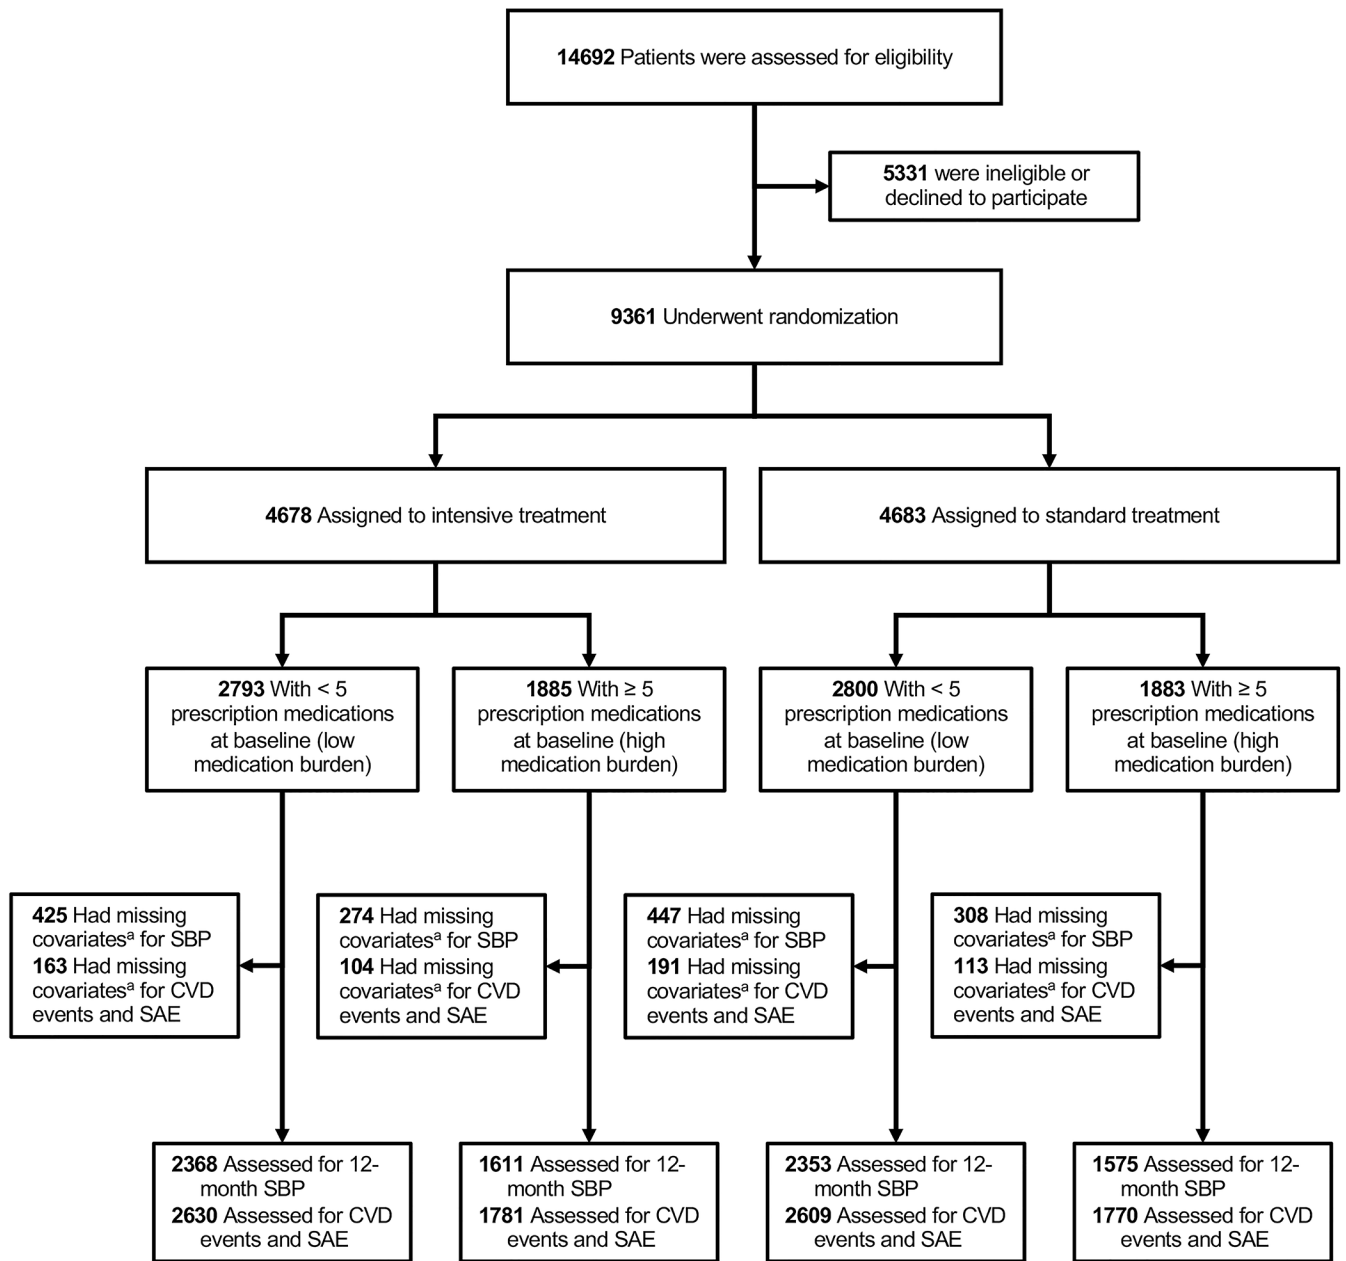 14692 Patients were assessed for eligibility
5331 were ineligible or
declined to participate
9361 Underwent randomization
4678 Assigned to intensive treatment
4683 Assigned to standard treatment
2793 With < 5
prescription medications
at baseline (low
medication burden)
1885 With ≥ 5
prescription medications
at baseline (high
medication burden)
2800 With < 5
prescription medications
at baseline (low
medication burden)
1883 With ≥ 5
prescription medications
at baseline (high
medication burden)
425 Had missing
covariatesᵃ for SBP
163 Had missing
covariatesᵃ for CVD
events and SAE
274 Had missing
covariatesᵃ for SBP
104 Had missing
covariatesᵃ for CVD
events and SAE
447 Had missing
covariatesᵃ for SBP
191 Had missing
covariatesᵃ for CVD
events and SAE
308 Had missing
covariatesᵃ for SBP
113 Had missing
covariatesᵃ for CVD
events and SAE
2368 Assessed for 12-
month SBP
2630 Assessed for CVD
events and SAE
1611 Assessed for 12-
month SBP
1781 Assessed for CVD
events and SAE
2353 Assessed for 12-
month SBP
2609 Assessed for CVD
events and SAE
1575 Assessed for 12-
month SBP
1770 Assessed for CVD
events and SAE